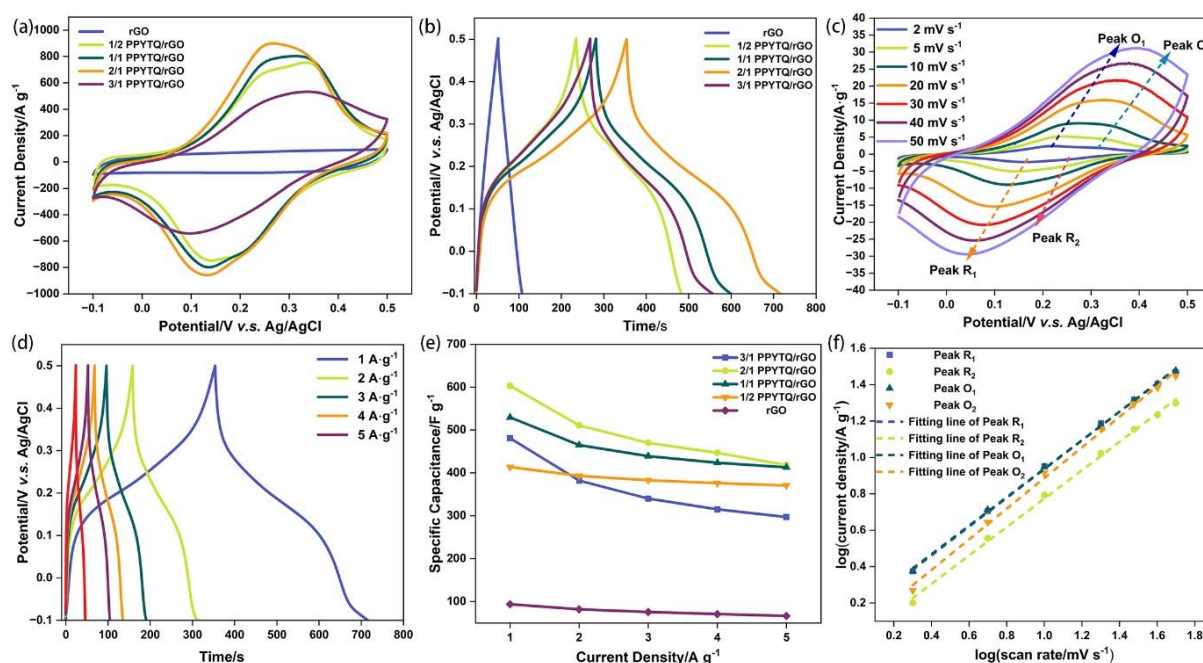 (a)
1000
800
600
400
200
0
-200
-400
-600
-800
1000
Current Density/A g⁻¹
rGO
1/2 PPYTQ/rGO
1/1 PPYTQ/rGO
2/1 PPYTQ/rGO
3/1 PPYTQ/rGO
-0.1 0.0 0.1 0.2 0.3 0.4 0.5
Potential/V v.s. Ag/AgCl
(b)
0.5
0.4
0.3
0.2
0.1
0.0
-0.1
Potential/V v.s. Ag/AgCl
rGO
1/2 PPYTQ/rGO
1/1 PPYTQ/rGO
2/1 PPYTQ/rGO
3/1 PPYTQ/rGO
0 100 200 300 400 500 600 700 800
Time/s
(c)
40
35
30
25
20
15
10
5
0
-5
-10
-15
-20
-25
-30
-35
Current Density/A·g⁻¹
2 mV s⁻¹
5 mV s⁻¹
10 mV s⁻¹
20 mV s⁻¹
30 mV s⁻¹
40 mV s⁻¹
50 mV s⁻¹
Peak O₁
Peak O
Peak R₁
Peak R₂
-0.1 0.0 0.1 0.2 0.3 0.4 0.5
Potential/V v.s. Ag/AgCl
(d)
0.5
0.4
0.3
0.2
0.1
0.0
-0.1
Potential/V v.s. Ag/AgCl
1 A·g⁻¹
2 A·g⁻¹
3 A·g⁻¹
4 A·g⁻¹
5 A·g⁻¹
0 100 200 300 400 500 600 700 800
Time/s
(e)
700
600
500
400
300
200
100
Specific Capacitance/F g⁻¹
3/1 PPYTQ/rGO
2/1 PPYTQ/rGO
1/1 PPYTQ/rGO
1/2 PPYTQ/rGO
rGO
1 2 3 4 5
Current Density/A g⁻¹
(f)
1.6
1.4
1.2
1.0
0.8
0.6
0.4
0.2
log(current density/A g⁻¹)
Peak R₁
Peak R₂
Peak O₁
Peak O₂
Fitting line of Peak R₁
Fitting line of Peak R₂
Fitting line of Peak O₁
Fitting line of Peak O₂
0.2 0.4 0.6 0.8 1.0 1.2 1.4 1.6 1.8
log(scan rate/mV s⁻¹)